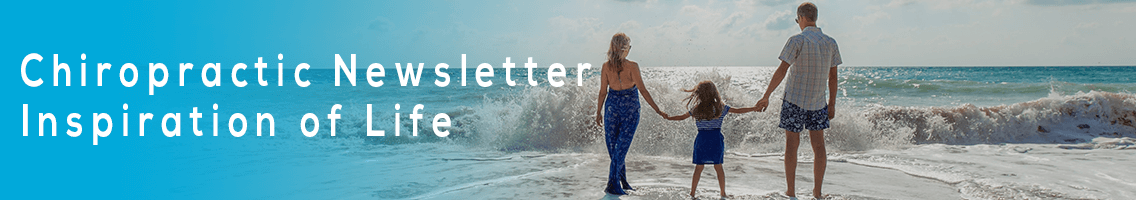 Chiropractic Newsletter
Inspiration of Life